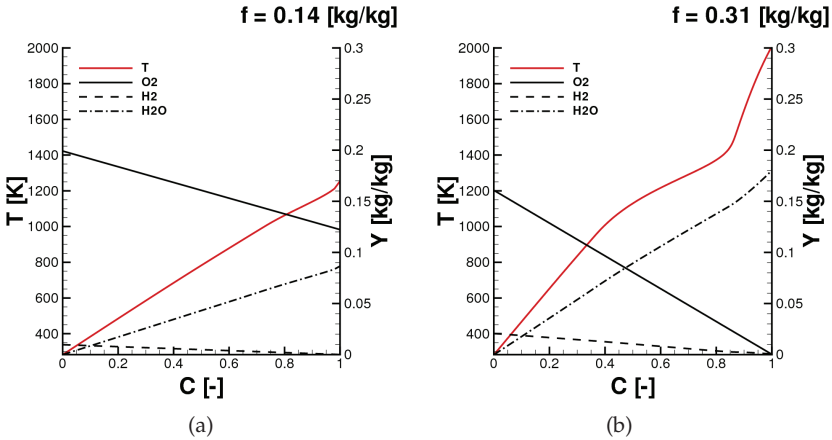 f = 0.14 [kg/kg]
2000
1800
1600
1400
1200
1000
800
600
400
T [K]
T
O2
H2
H2O
0.3
0.25
0.2
0.15
0.1
0.05
0
Y [kg/kg]
0
0.2
0.4
0.6
0.8
1
C [-]
(a)
f = 0.31 [kg/kg]
2000
1800
1600
1400
1200
1000
800
600
400
T [K]
T
O2
H2
H2O
0.3
0.25
0.2
0.15
0.1
0.05
0
Y [kg/kg]
0
0.2
0.4
0.6
0.8
1
C [-]
(b)